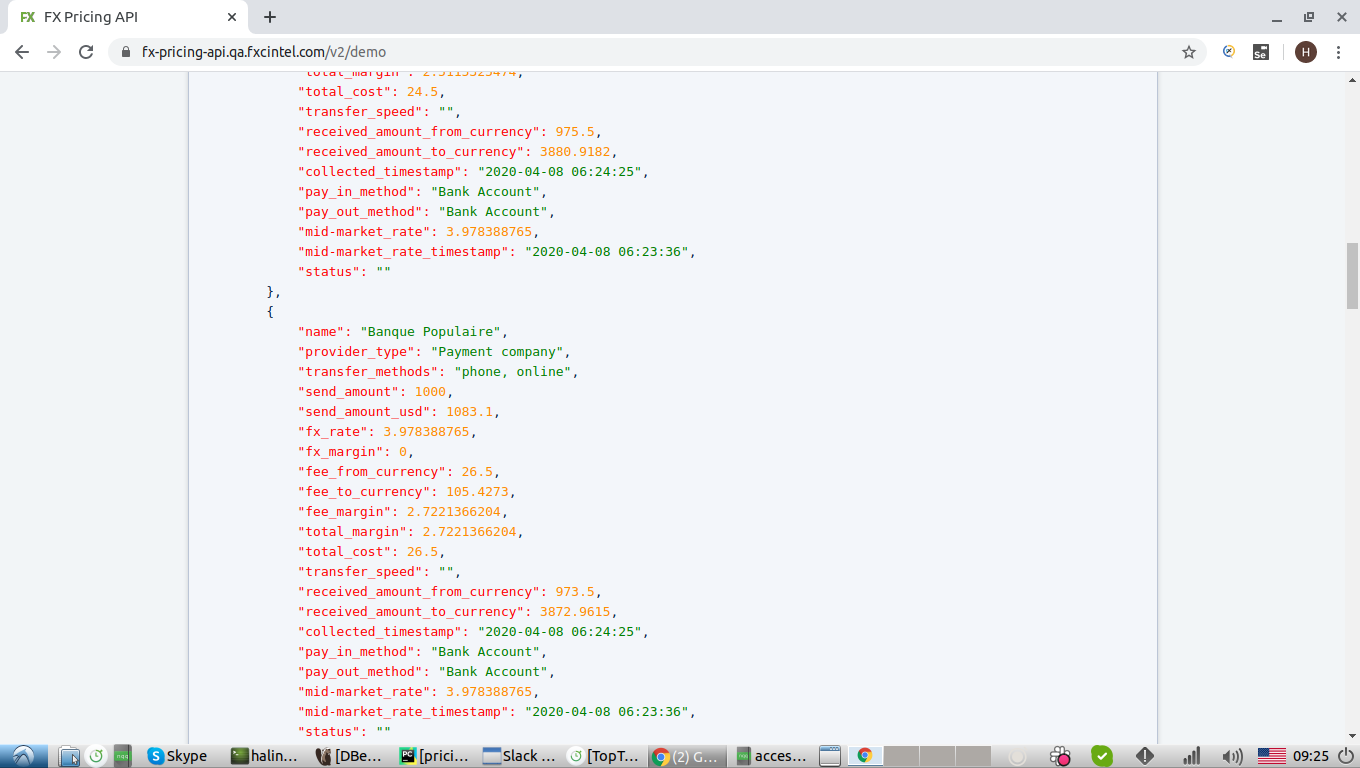 FX Pricing API
fx-pricing-api.qa.fxcintel.com/v2/demo
Se
H
"total_cost": 24.5,
"transfer_speed": "",
"received_amount_from_currency": 975.5,
"received_amount_to_currency": 3880.9182,
"collected_timestamp": "2020-04-08 06:24:25",
"pay_in_method": "Bank Account",
"pay_out_method": "Bank Account",
"mid-market_rate": 3.978388765,
"mid-market_rate_timestamp": "2020-04-08 06:23:36",
"status": ""
},
{
"name": "Banque Populaire",
"provider_type": "Payment company",
"transfer_methods": "phone, online",
"send_amount": 1000,
"send_amount_usd": 1083.1,
"fx_rate": 3.978388765,
"fx_margin": 0,
"fee_from_currency": 26.5,
"fee_to_currency": 105.4273,
"fee_margin": 2.7221366204,
"total_margin": 2.7221366204,
"total_cost": 26.5,
"transfer_speed": "",
"received_amount_from_currency": 973.5,
"received_amount_to_currency": 3872.9615,
"collected_timestamp": "2020-04-08 06:24:25",
"pay_in_method": "Bank Account",
"pay_out_method": "Bank Account",
"mid-market_rate": 3.978388765,
"mid-market_rate_timestamp": "2020-04-08 06:23:36",
"status": ""
Skype halin... [DBe... [prici... Slack ... [TopT... (2) G... acces... 09:25